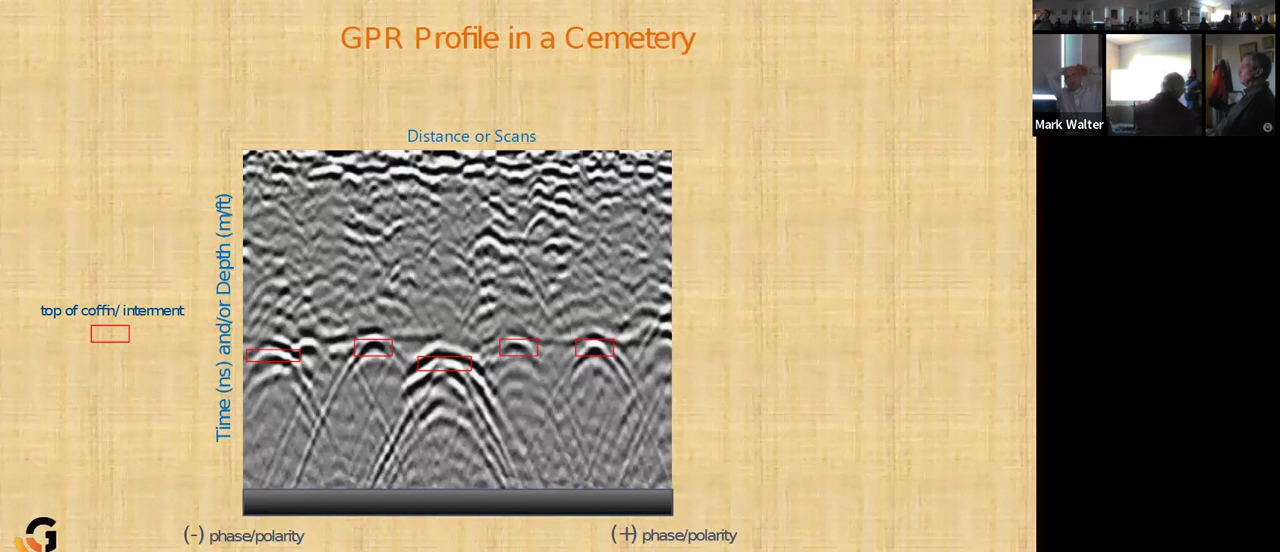 GPR Profile in a Cemetery
Distance or Scans
Time (ns) and/or Depth (m/ft)
top of coffin/ interment
(-) phase/polarity
(+) phase/polarity
Mark Walter
G